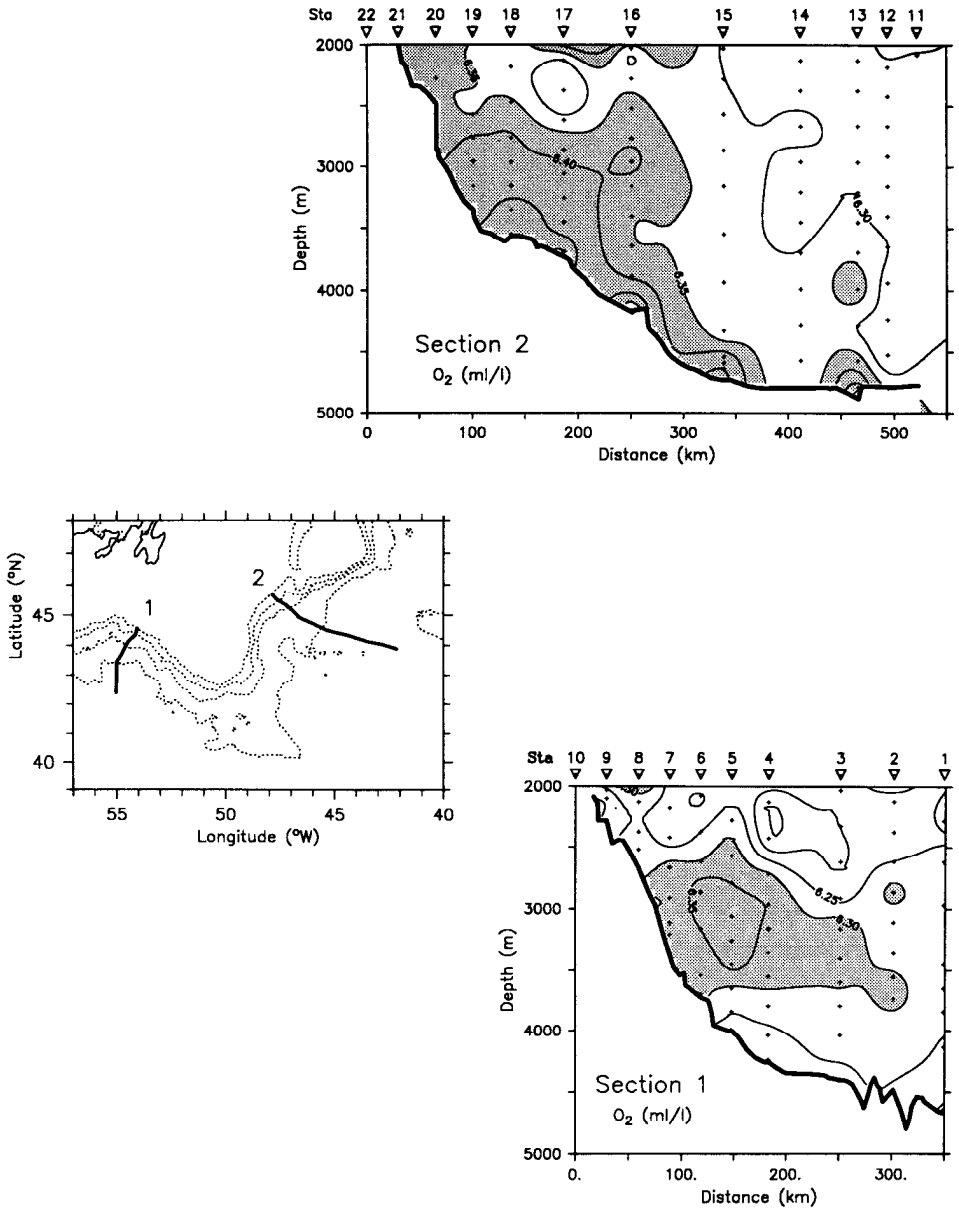 Sta 22 21 20 19 18 17 16 15 14 13 12 11
2000
3000
4000
5000
Depth (m)
6.35
6.40
6.35
6.30
Section 2
O₂ (ml/l)
0 100 200 300 400 500
Distance (km)
Latitude (°N)
45
40
1
2
55 50 45 40
Longitude (°W)
Sta 10 9 8 7 6 5 4 3 2 1
2000
3000
4000
5000
Depth (m)
6.35
6.25
6.30
Section 1
O₂ (ml/l)
0. 100. 200. 300.
Distance (km)